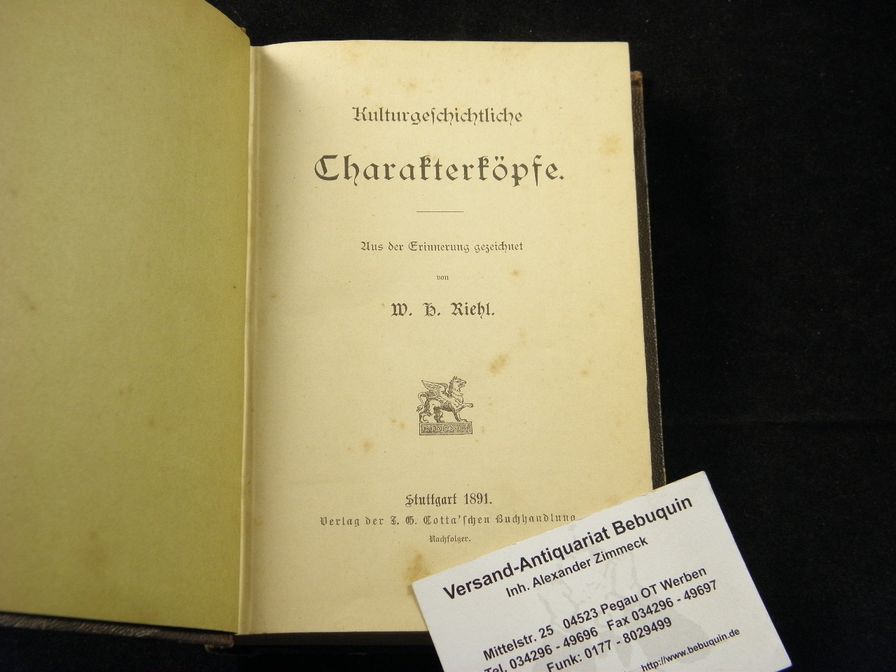 Kulturgeschichtliche
Charakterköpfe.
Aus der Erinnerung gezeichnet
von
W. H. Riehl.
Stuttgart 1891.
Verlag der J. G. Cotta'schen Buchhandlung
Nachfolger.
Versand-Antiquariat Bebuquin
Inh. Alexander Zimmeck
Mittelstr. 25 04523 Pegau OT Werben
Tel. 034296 - 49696 Fax 034296 - 49697
Funk: 0177 - 8029499
http://www.bebuquin.de